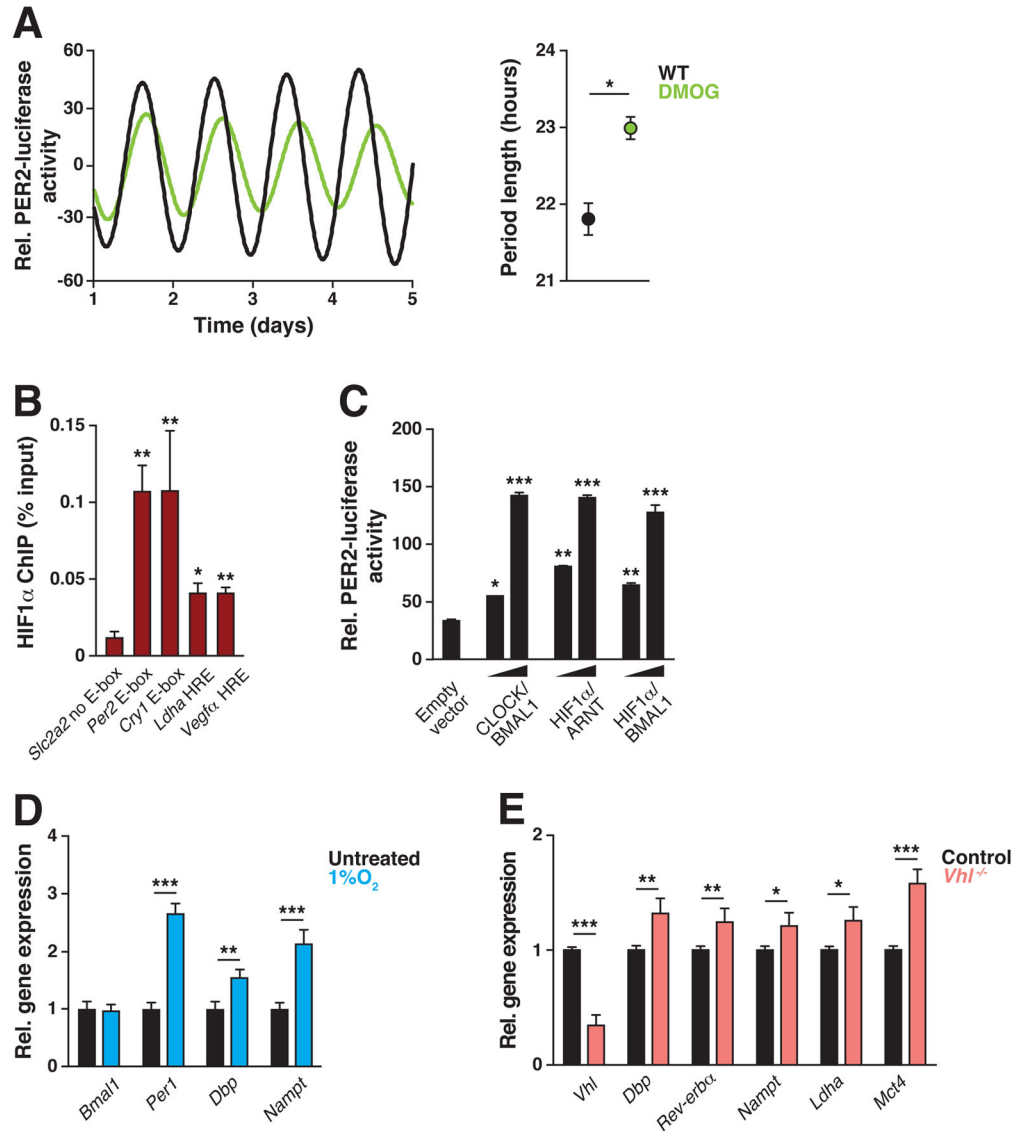 A
Rel. PER2-luciferase
activity
60
30
0
-30
-60
1 2 3 4 5
Time (days)
Period length (hours)
24
23
22
21
*
WT
DMOG
B
HIF1α ChIP (% input)
0.15
0.1
0.05
0
** ** * **
Slc2a2 no E-box
Per2 E-box
Cry1 E-box
Ldha HRE
Vegfα HRE
C
Rel. PER2-luciferase
activity
200
150
100
50
0
* *** ** *** ** ***
Empty
vector
CLOCK/
BMAL1
HIF1α/
ARNT
HIF1α/
BMAL1
D
Rel. gene expression
4
3
2
1
0
*** ** ***
Untreated
1%O₂
Bmal1
Per1
Dbp
Nampt
E
Rel. gene expression
2
1
0
*** ** ** * * ***
Control
Vhl -/-
Vhl
Dbp
Rev-erbα
Nampt
Ldha
Mct4